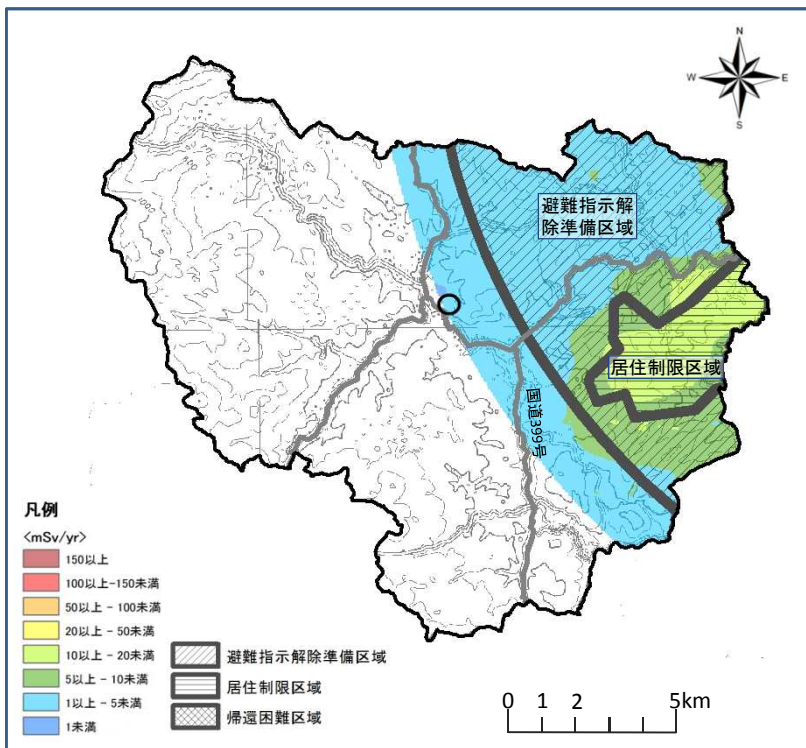 N
W E
S
避難指示解
除準備区域
居住制限区域
国道399号
凡例
<mSv/yr>
150以上
100以上-150未満
50以上 - 100未満
20以上 - 50未満
10以上 - 20未満
5以上 - 10未満
1以上 - 5未満
1未満
避難指示解除準備区域
居住制限区域
帰還困難区域
0 1 2 5km